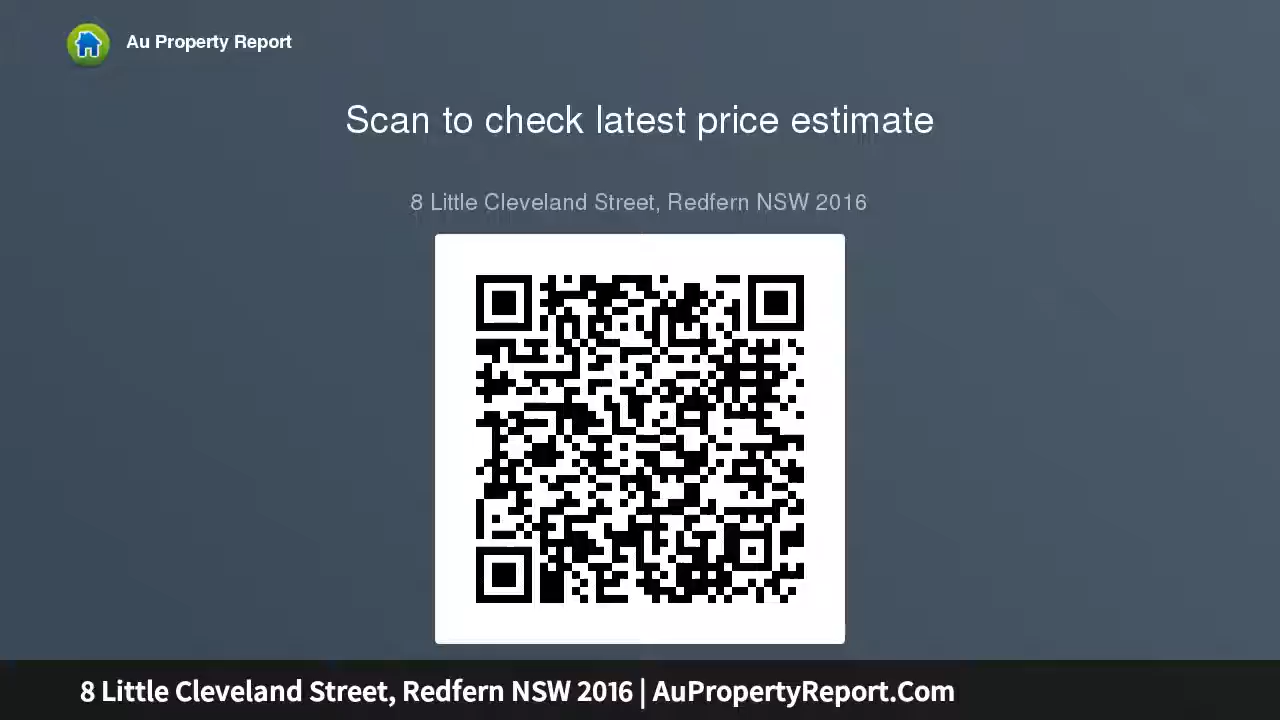 Au Property Report
Scan to check latest price estimate
8 Little Cleveland Street, Redfern NSW 2016
8 Little Cleveland Street, Redfern NSW 2016 | AuPropertyReport.Com